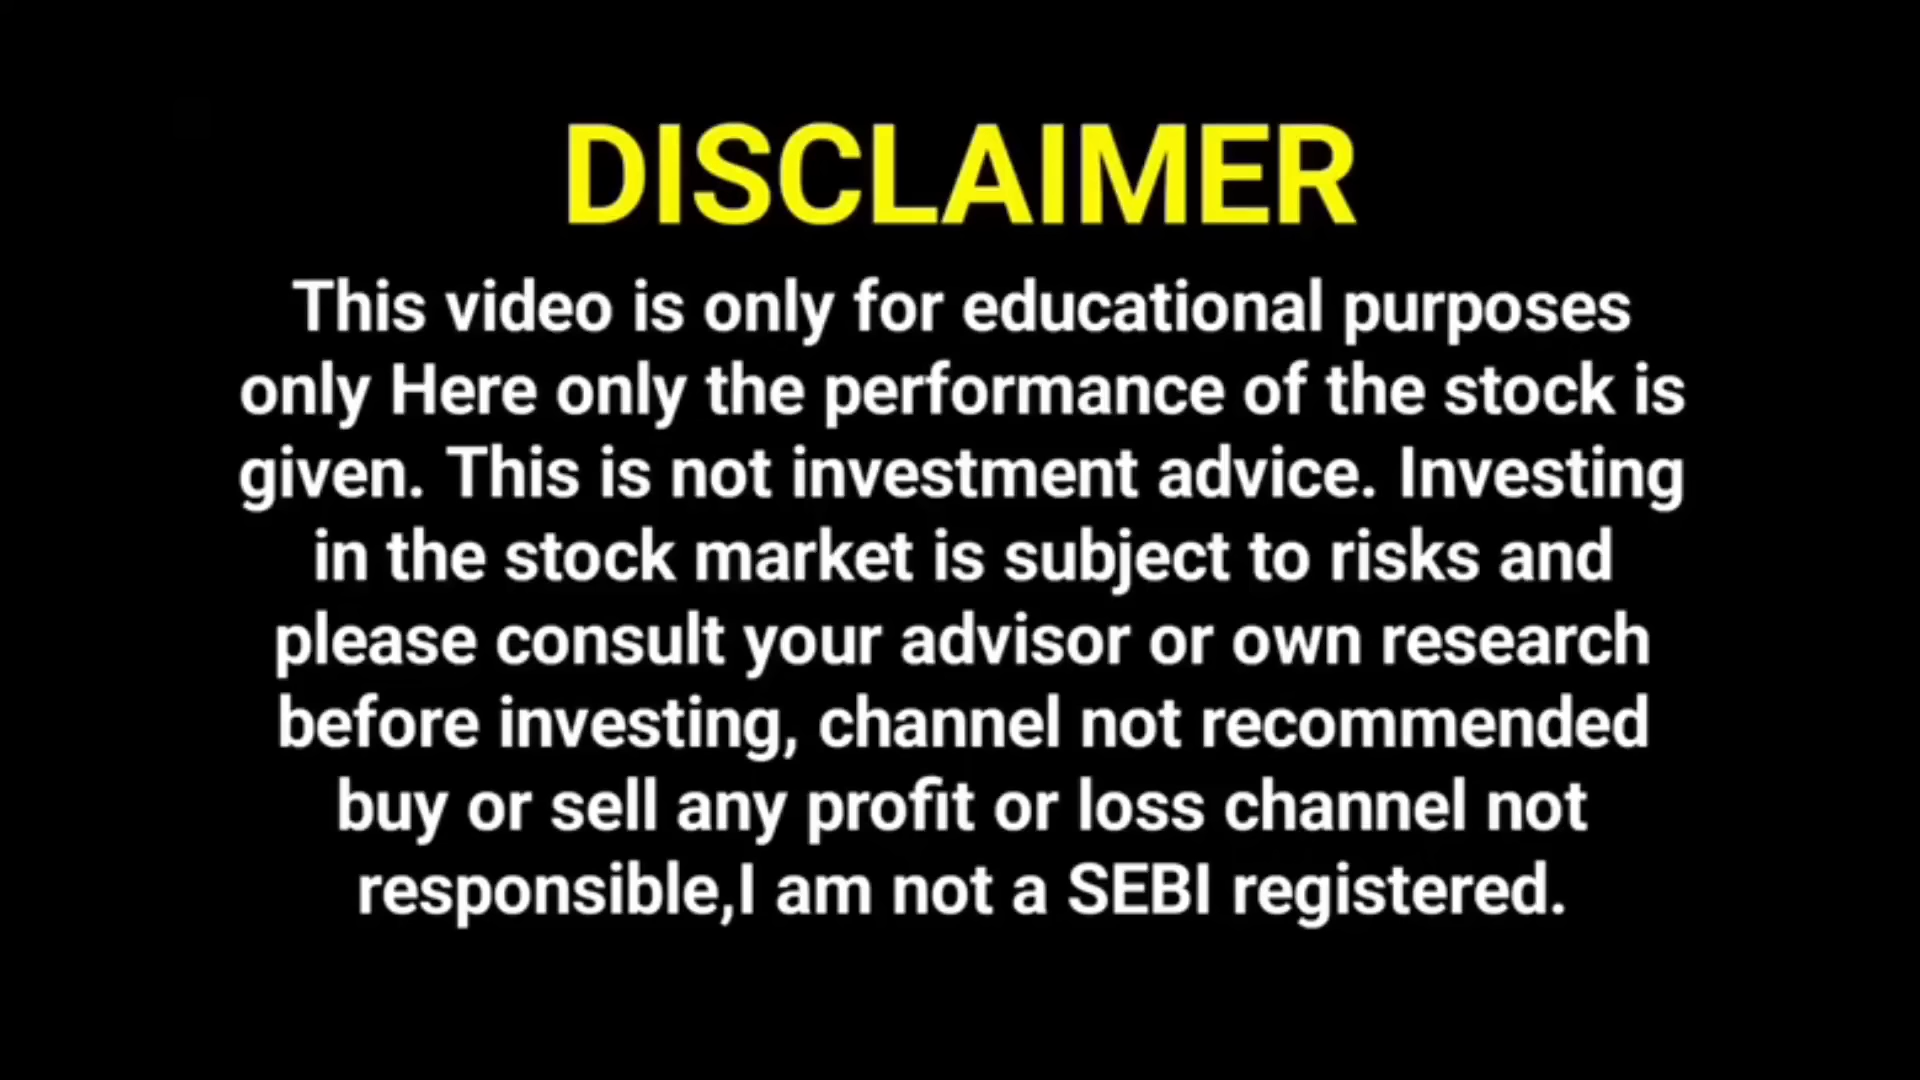 DISCLAIMER
This video is only for educational purposes
only Here only the performance of the stock is
given. This is not investment advice. Investing
in the stock market is subject to risks and
please consult your advisor or own research
before investing, channel not recommended
buy or sell any profit or loss channel not
responsible,I am not a SEBI registered.